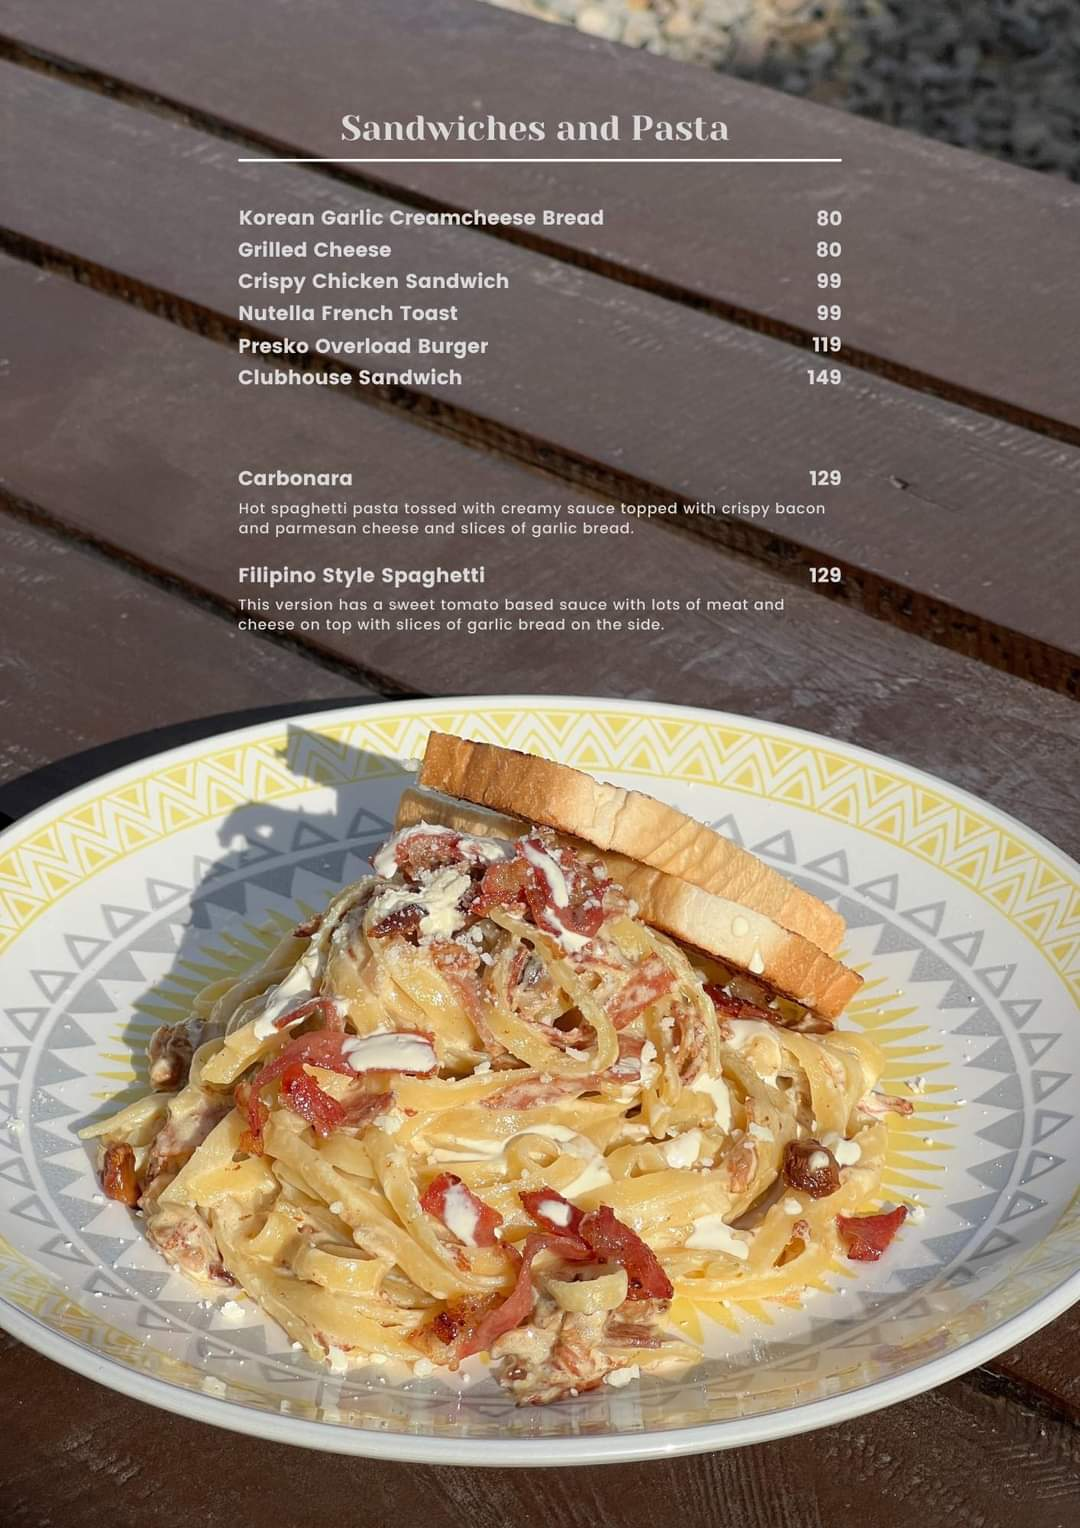 Sandwiches and Pasta
Korean Garlic Creamcheese Bread 80
Grilled Cheese 80
Crispy Chicken Sandwich 99
Nutella French Toast 99
Presko Overload Burger 119
Clubhouse Sandwich 149
Carbonara 129
Hot spaghetti pasta tossed with creamy sauce topped with crispy bacon
and parmesan cheese and slices of garlic bread.
Filipino Style Spaghetti 129
This version has a sweet tomato based sauce with lots of meat and
cheese on top with slices of garlic bread on the side.